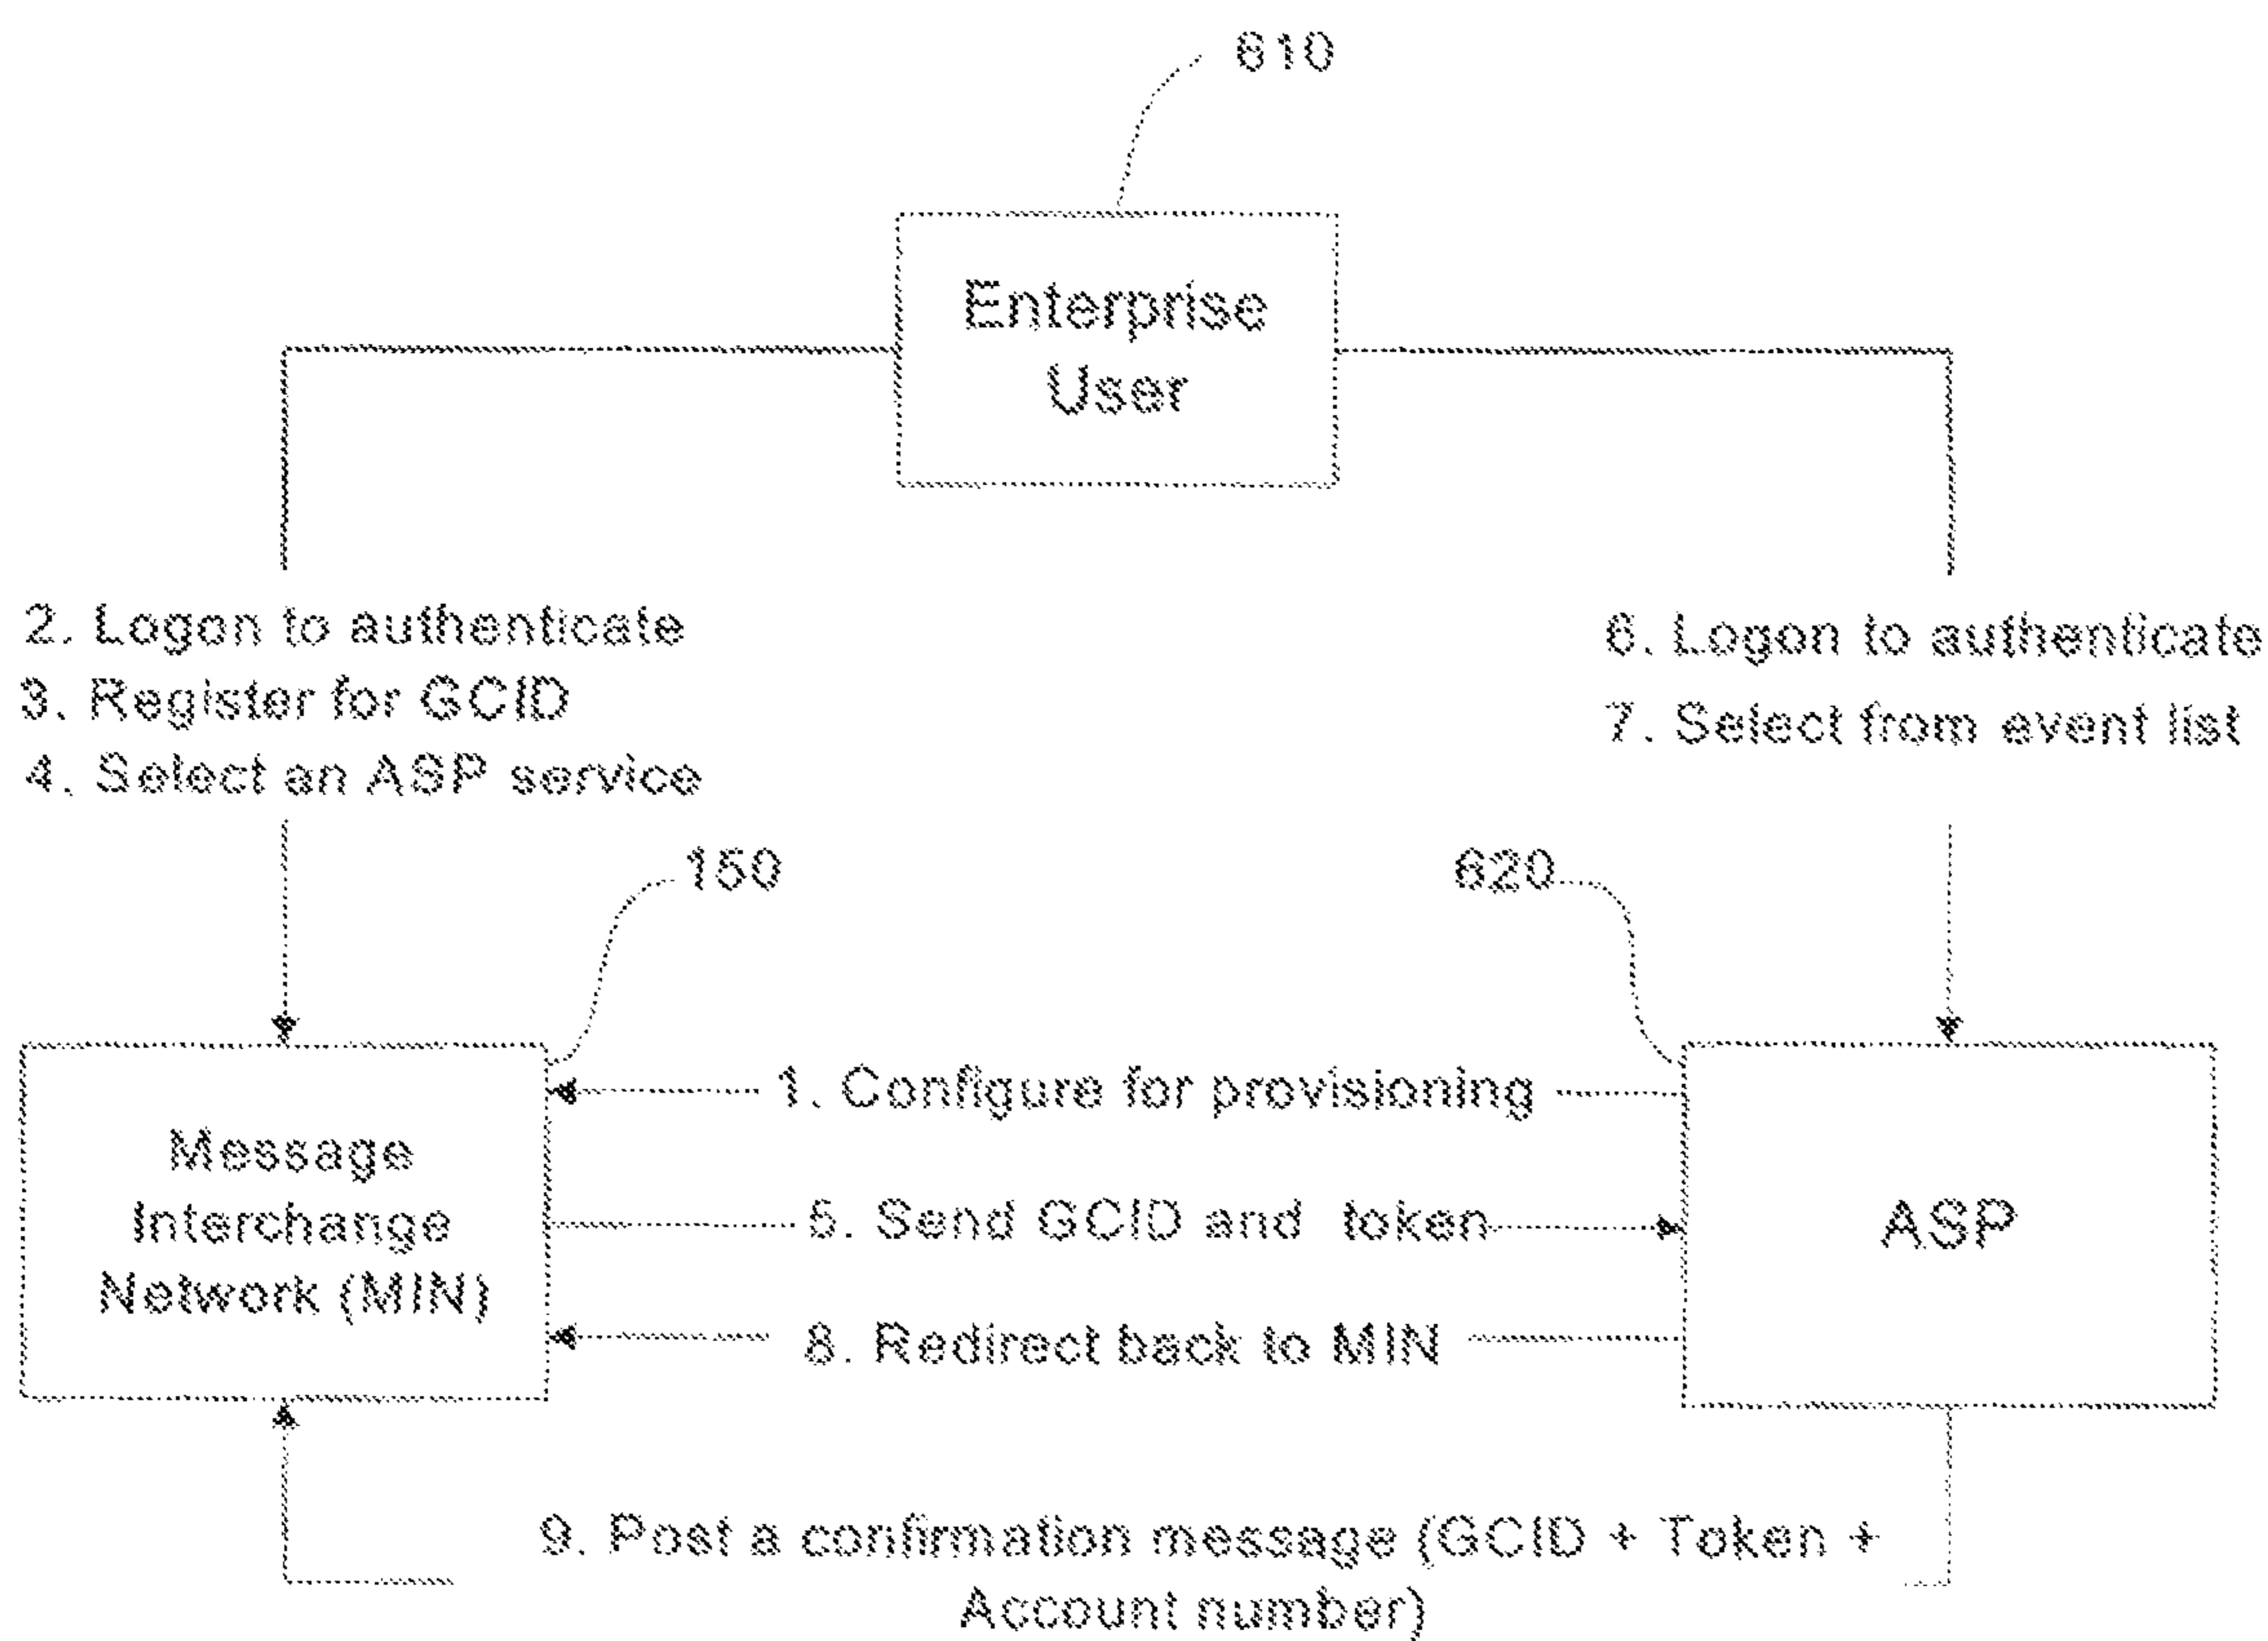 610
Enterprise
User
2. Logon to authenticate
3. Register for GCID
4. Select an ASP service
6. Logon to authenticate
7. Select from event list
150
620
1. Configure for provisioning
Message
Interchange
Network (MIN)
5. Send GCID and token
ASP
8. Redirect back to MIN
9. Post a confirmation message (GCID + Token +
Account number)